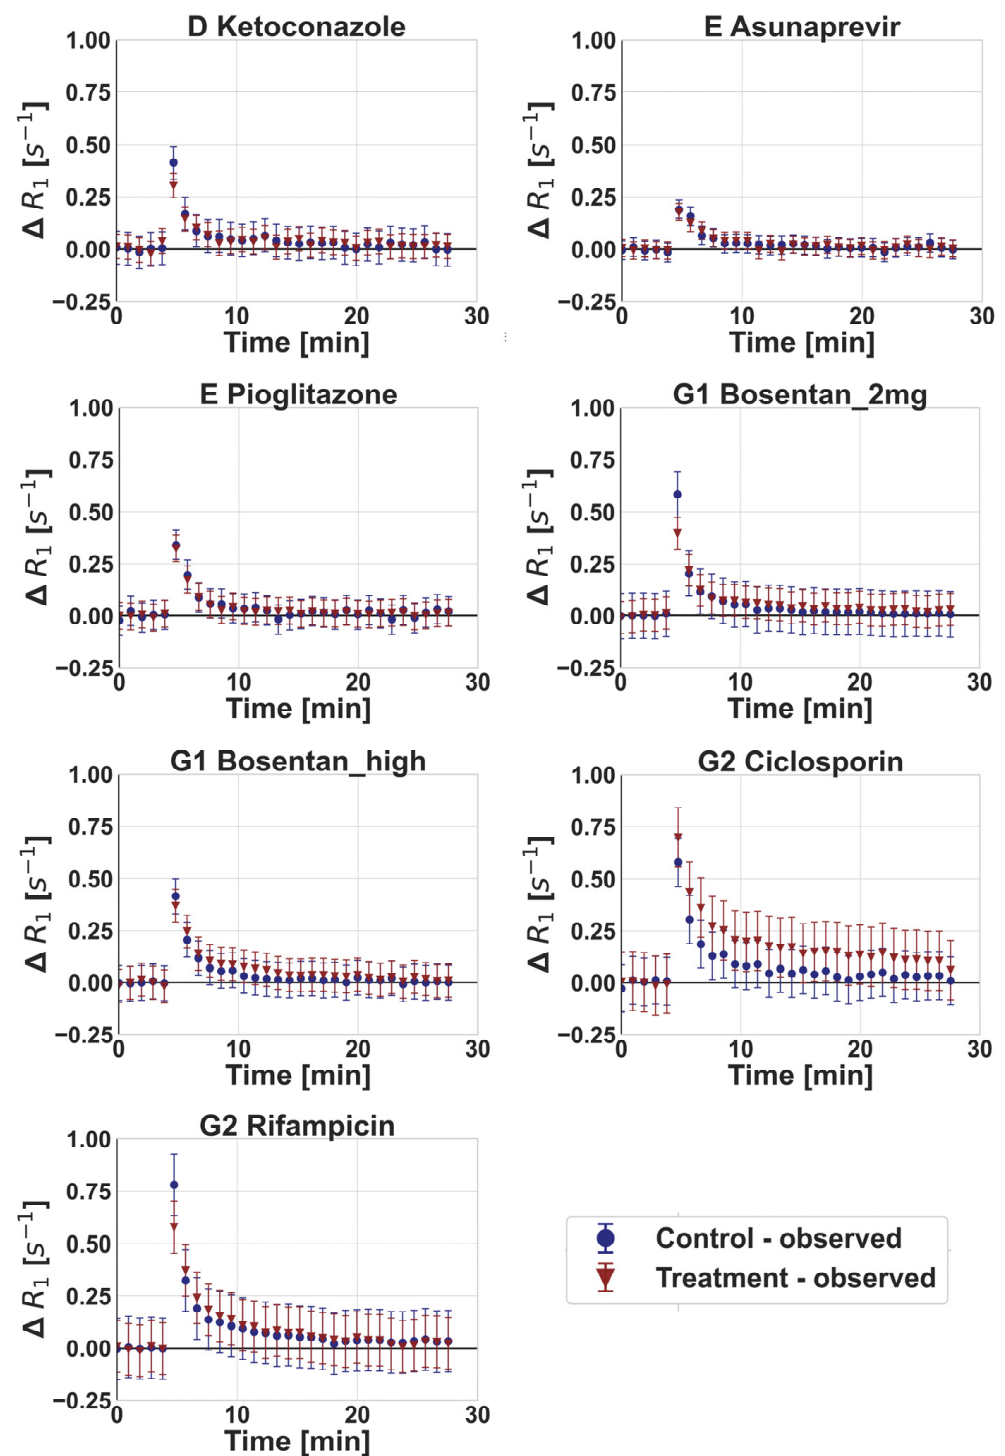 D Ketoconazole
1.00
0.75
0.50
0.25
0.00
−0.25
Δ R₁ [s⁻¹]
0 10 20 30
Time [min]
E Asunaprevir
1.00
0.75
0.50
0.25
0.00
−0.25
Δ R₁ [s⁻¹]
0 10 20 30
Time [min]
E Pioglitazone
1.00
0.75
0.50
0.25
0.00
−0.25
Δ R₁ [s⁻¹]
0 10 20 30
Time [min]
G1 Bosentan_2mg
1.00
0.75
0.50
0.25
0.00
−0.25
Δ R₁ [s⁻¹]
0 10 20 30
Time [min]
G1 Bosentan_high
1.00
0.75
0.50
0.25
0.00
−0.25
Δ R₁ [s⁻¹]
0 10 20 30
Time [min]
G2 Ciclosporin
1.00
0.75
0.50
0.25
0.00
−0.25
Δ R₁ [s⁻¹]
0 10 20 30
Time [min]
G2 Rifampicin
1.00
0.75
0.50
0.25
0.00
−0.25
Δ R₁ [s⁻¹]
0 10 20 30
Time [min]
Control - observed
Treatment - observed